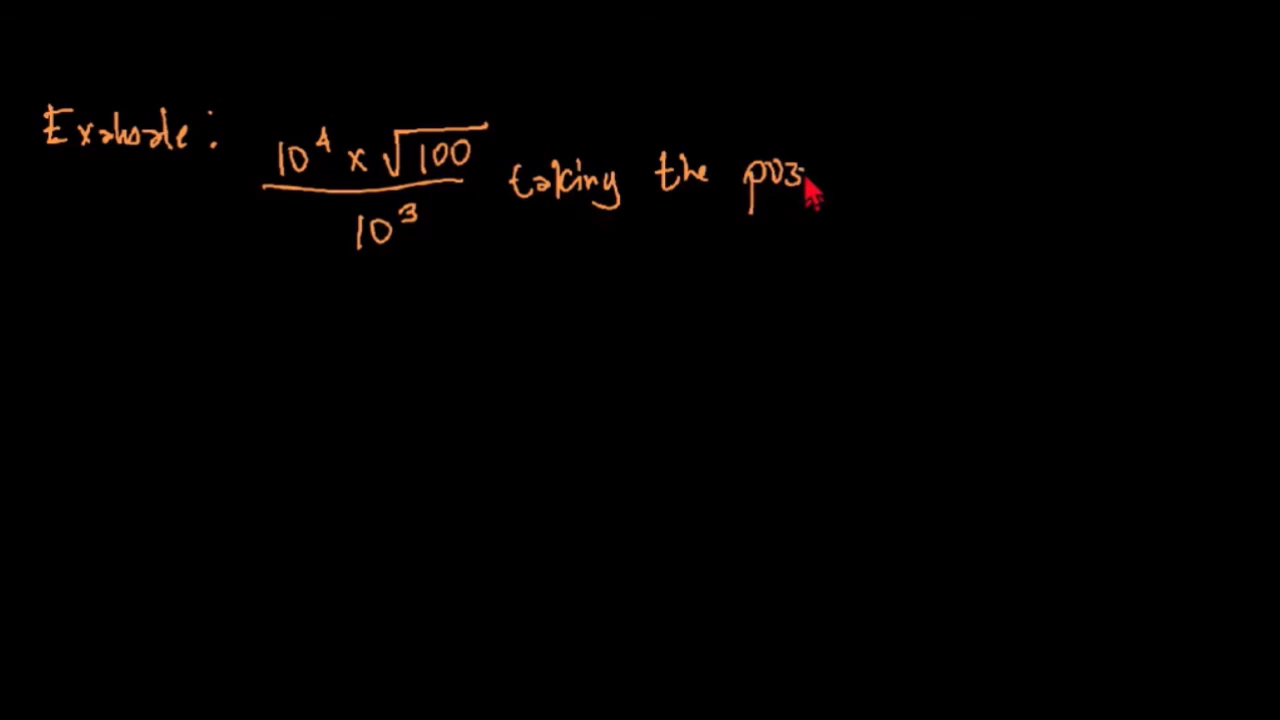 Evaluate: 10⁴ x √100 / 10³ taking the pos